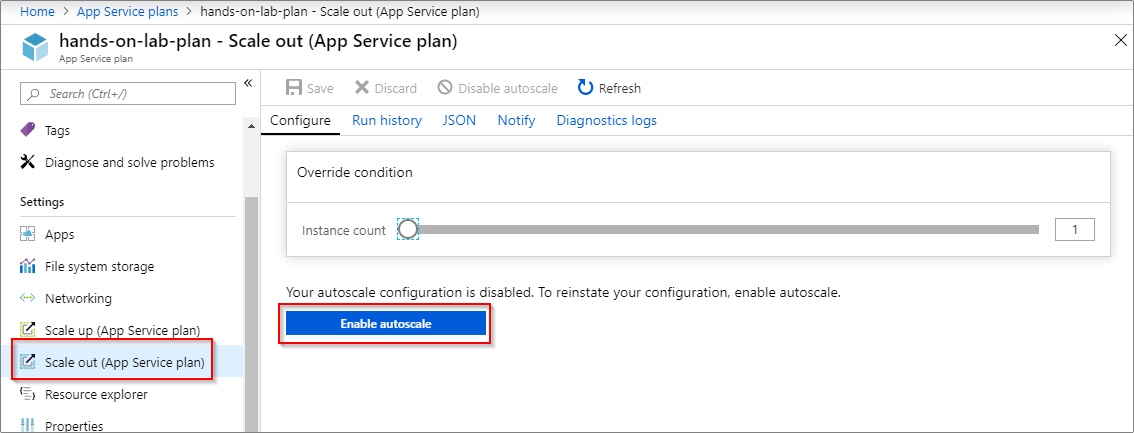 Home > App Service plans > hands-on-lab-plan - Scale out (App Service plan)
hands-on-lab-plan - Scale out (App Service plan)
App Service plan
Search (Ctrl+/)
«
Tags
Diagnose and solve problems
Settings
Apps
File system storage
Networking
Scale up (App Service plan)
Scale out (App Service plan)
Resource explorer
Properties
Save Discard Disable autoscale Refresh
Configure Run history JSON Notify Diagnostics logs
Override condition
Instance count 1
Your autoscale configuration is disabled. To reinstate your configuration, enable autoscale.
Enable autoscale